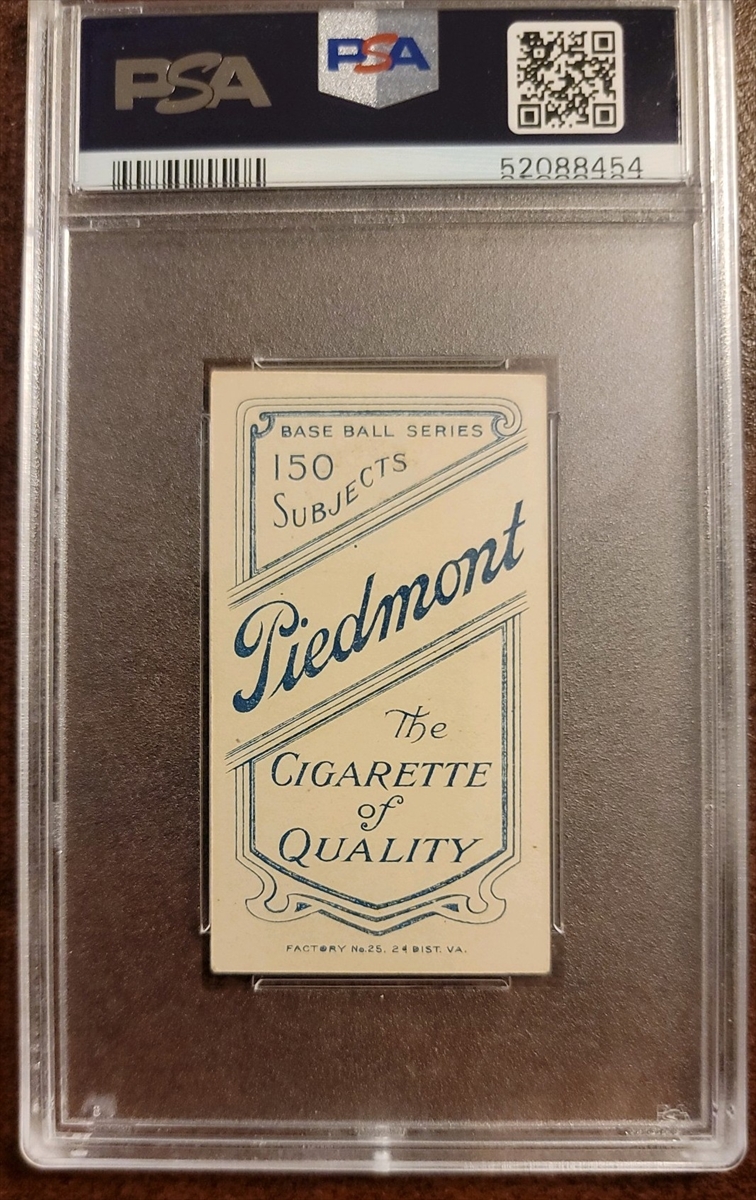 PSA
PSA
52088454
BASE BALL SERIES
150
SUBJECTS
Piedmont
The
CIGARETTE
of
QUALITY
FACTORY No. 25, 2d DIST. VA.